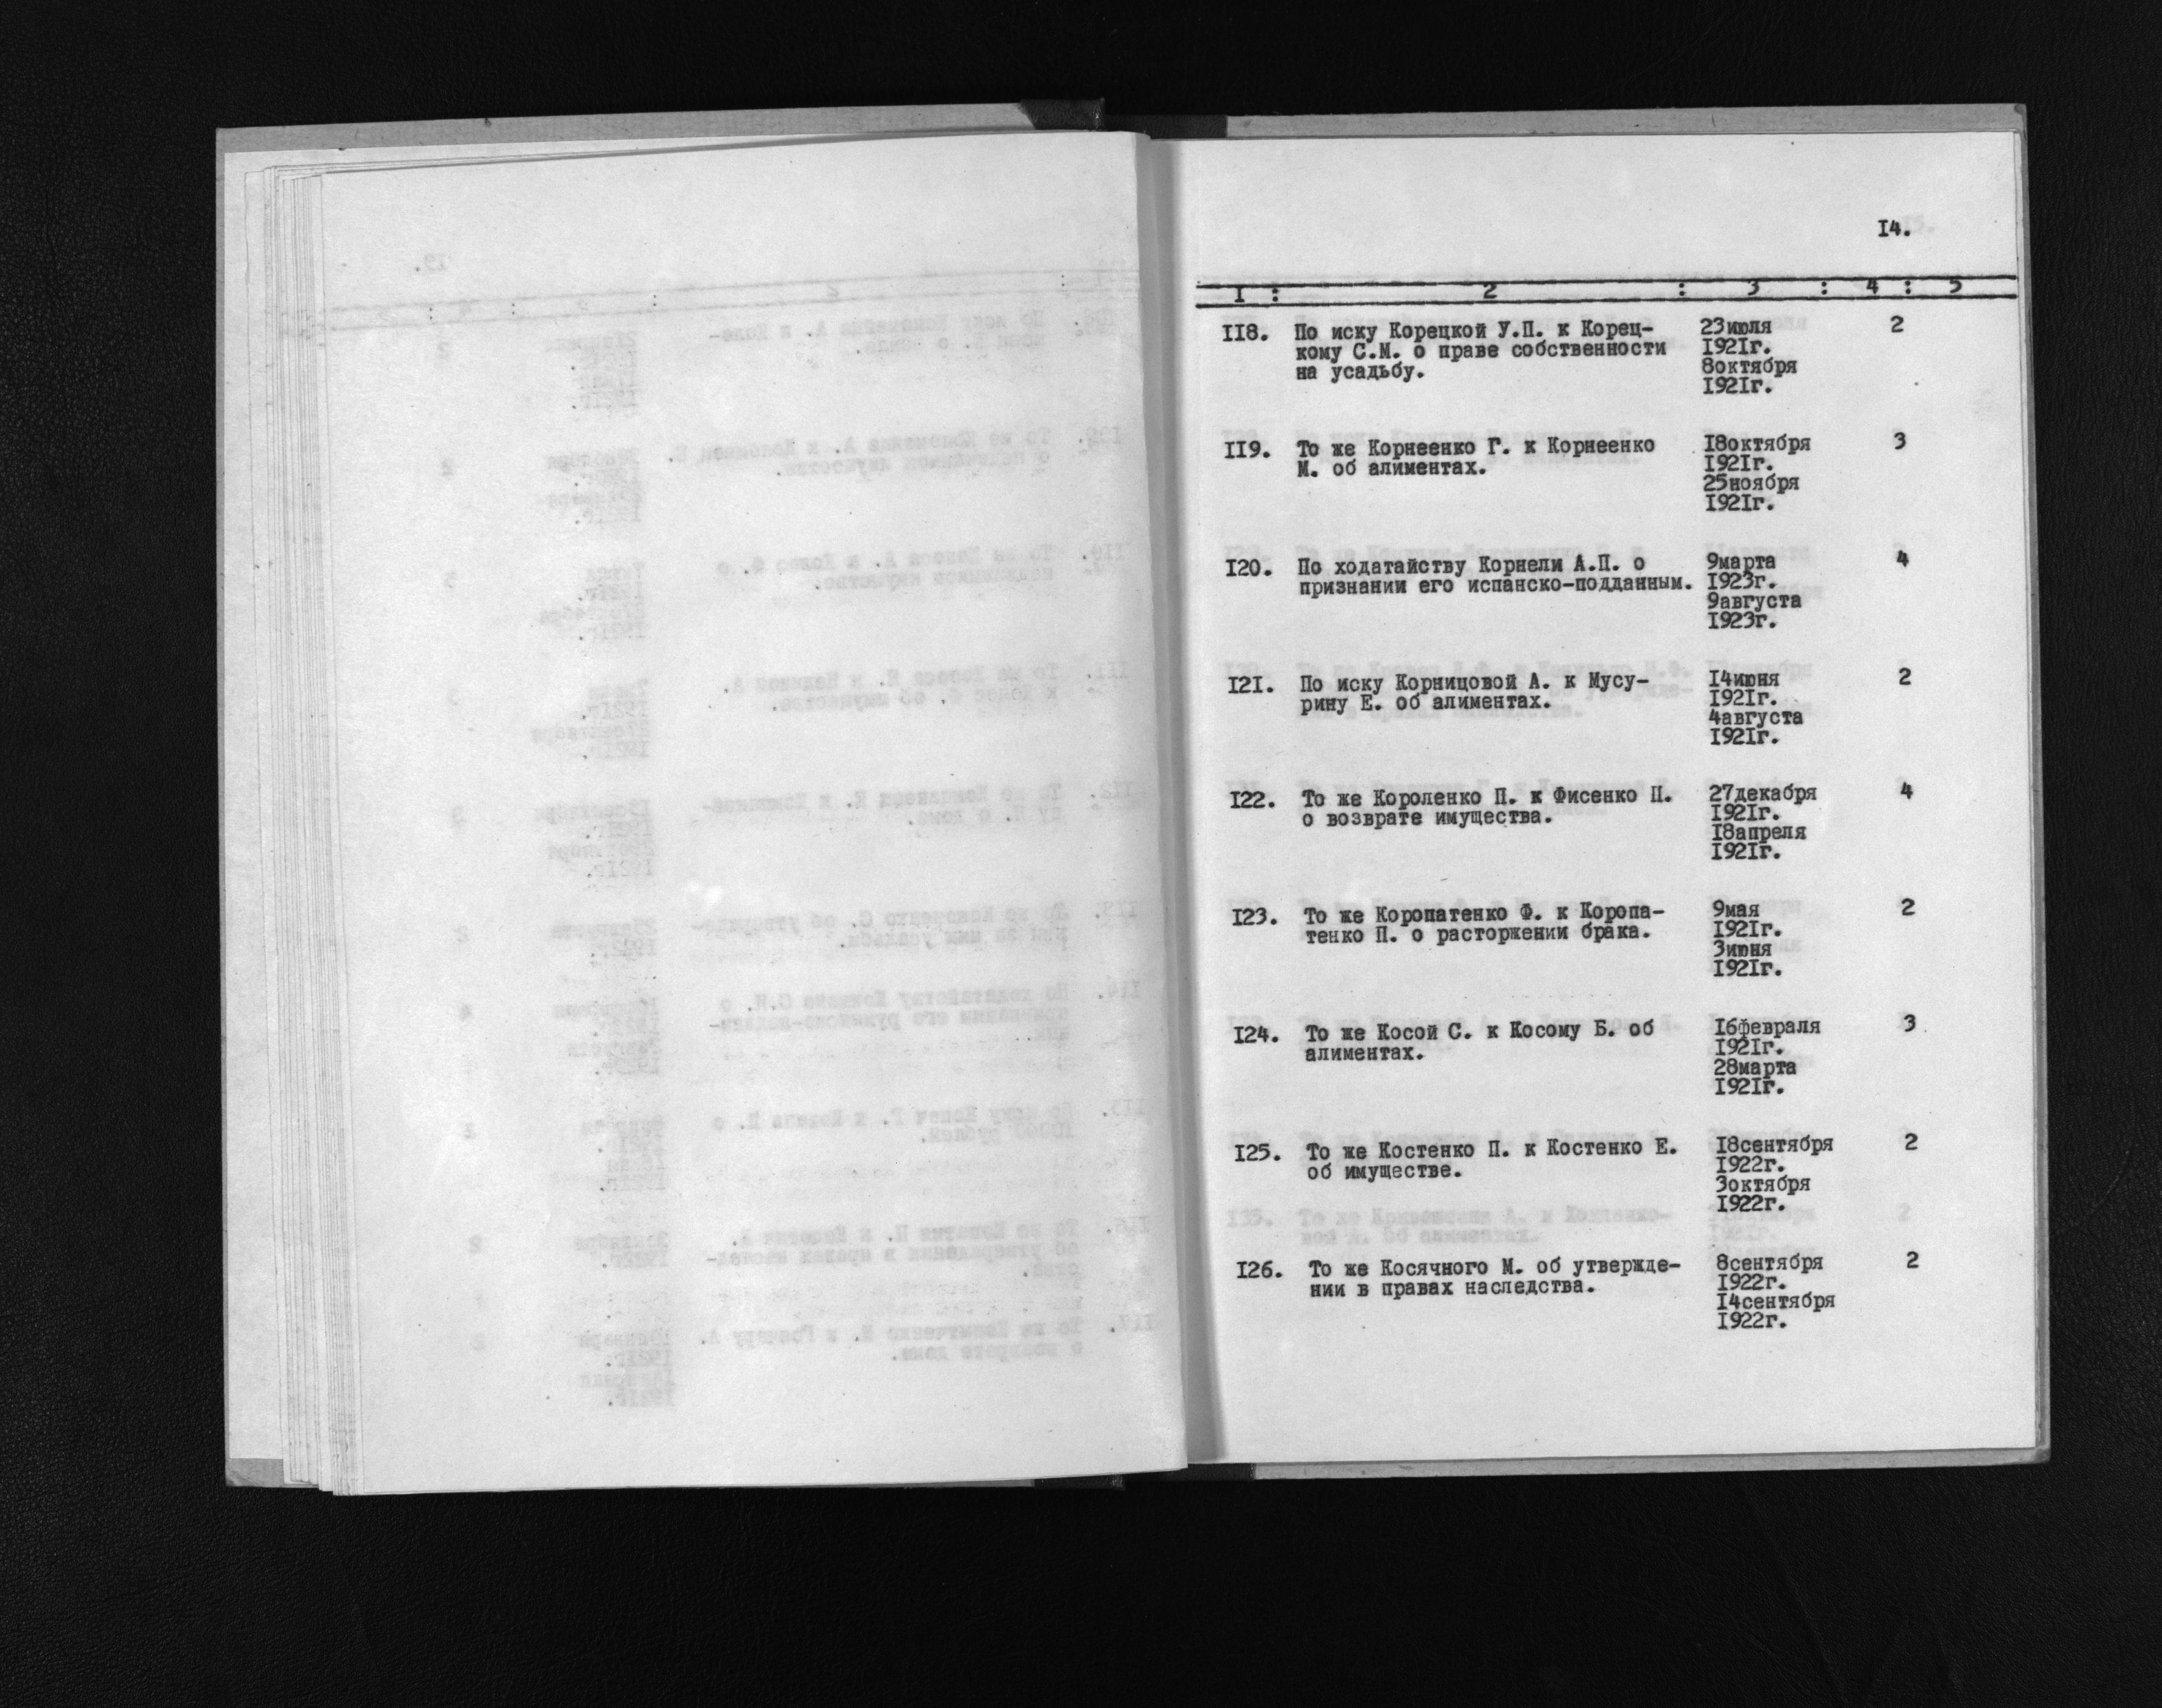 I4.
I : 2 : 3 : 4 : 5
II8. По иску Корецкой У.П. к Корец- 23июля 2
кому С.М. о праве собственности I92Iг.
на усадьбу. 8октября
I92Iг.
II9. То же Корнеенко Г. к Корнеенко I8октября 3
М. об алиментах. I92Iг.
25ноября
I92Iг.
I20. По ходатайству Корнели А.П. о 9марта 4
признании его испанско-подданным. I923г.
9августа
I923г.
I2I. По иску Корницовой А. к Мусу- I4июня 2
рину Е. об алиментах. I92Iг.
4августа
I92Iг.
I22. То же Короленко П. к Фисенко П. 27декабря 4
о возврате имущества. I92Iг.
I8апреля
I92Iг.
I23. То же Коропатенко Ф. к Коропа- 9мая 2
тенко П. о расторжении брака. I92Iг.
3июня
I92Iг.
I24. То же Косой С. к Косому Б. об I6февраля 3
алиментах. I92Iг.
28марта
I92Iг.
I25. То же Костенко П. к Костенко Е. I8сентября 2
об имуществе. I922г.
3октября
I922г.
I26. То же Косячного М. об утвержде- 8сентября 2
нии в правах наследства. I922г.
I4сентября
I922г.